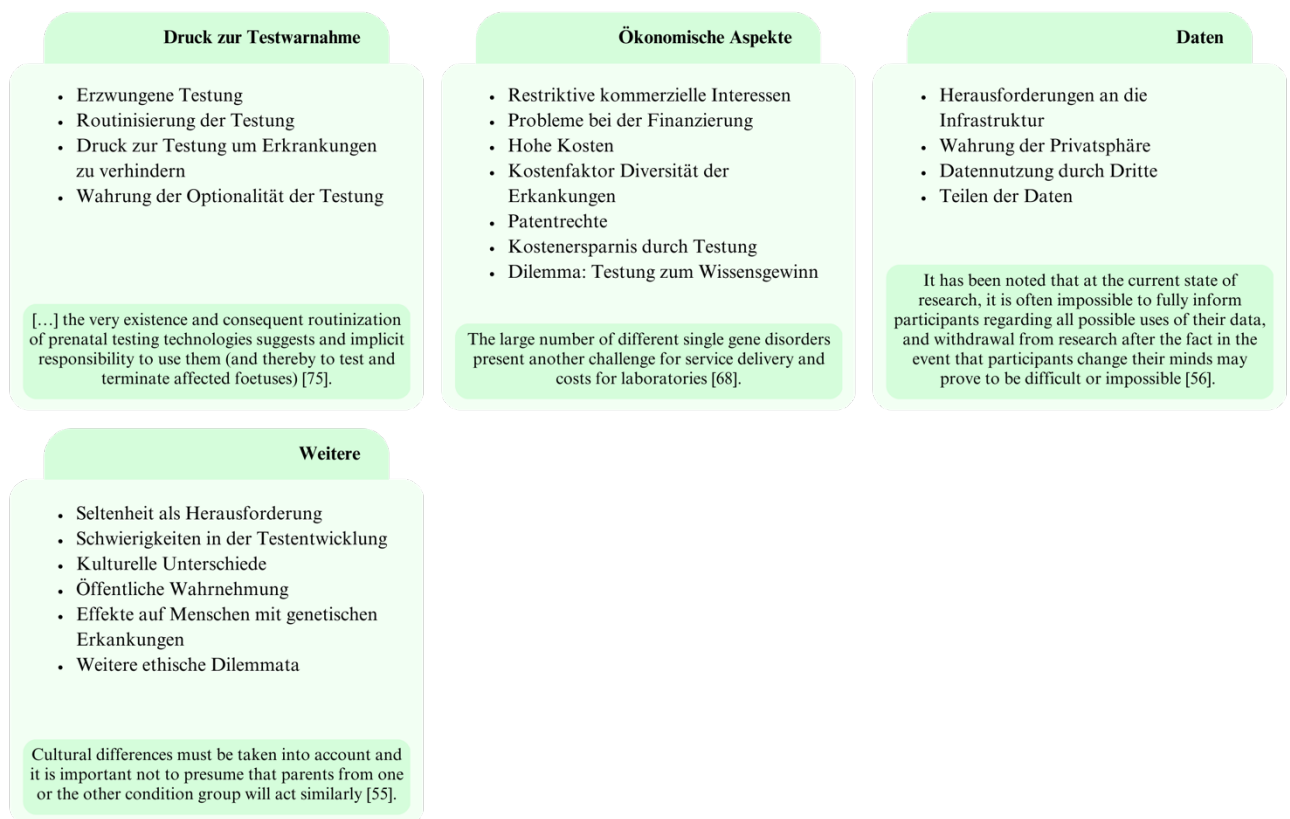 Druck zur Testwarnahme
• Erzwungene Testung
• Routinisierung der Testung
• Druck zur Testung um Erkrankungen
zu verhindern
• Wahrung der Optionalität der Testung
[…] the very existence and consequent routinization
of prenatal testing technologies suggests and implicit
responsibility to use them (and thereby to test and
terminate affected foetuses) [75].
Ökonomische Aspekte
• Restriktive kommerzielle Interessen
• Probleme bei der Finanzierung
• Hohe Kosten
• Kostenfaktor Diversität der
Erkankungen
• Patentrechte
• Kostenersparnis durch Testung
• Dilemma: Testung zum Wissensgewinn
The large number of different single gene disorders
present another challenge for service delivery and
costs for laboratories [68].
Daten
• Herausforderungen an die
Infrastruktur
• Wahrung der Privatsphäre
• Datennutzung durch Dritte
• Teilen der Daten
It has been noted that at the current state of
research, it is often impossible to fully inform
participants regarding all possible uses of their data,
and withdrawal from research after the fact in the
event that participants change their minds may
prove to be difficult or impossible [56].
Weitere
• Seltenheit als Herausforderung
• Schwierigkeiten in der Testentwicklung
• Kulturelle Unterschiede
• Öffentliche Wahrnehmung
• Effekte auf Menschen mit genetischen
Erkankungen
• Weitere ethische Dilemmata
Cultural differences must be taken into account and
it is important not to presume that parents from one
or the other condition group will act similarly [55].